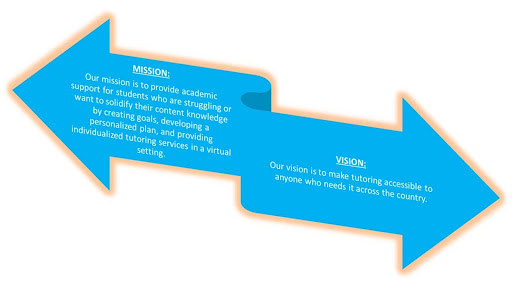 MISSION:
Our mission is to provide academic
support for students who are struggling or
want to solidify their content knowledge
by creating goals, developing a
personalized plan, and providing
individualized tutoring services in a virtual
setting.
VISION:
Our vision is to make tutoring accessible to
anyone who needs it across the country.